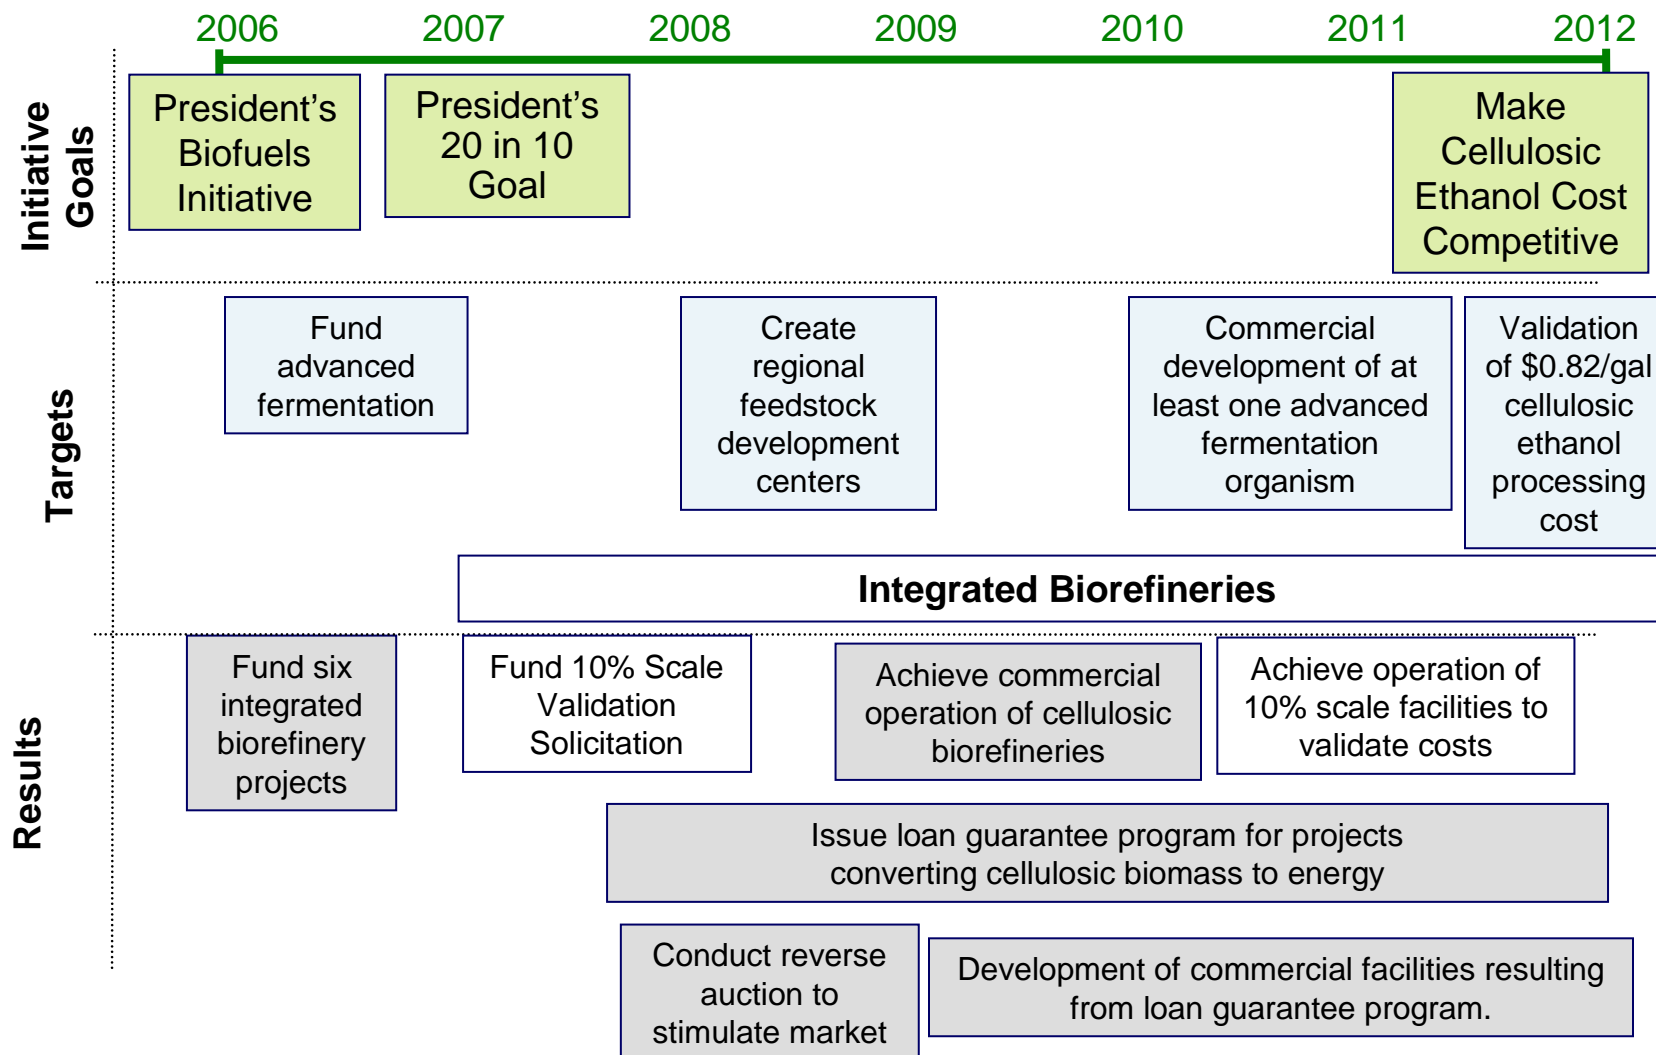 2006 2007 2008 2009 2010 2011 2012
Initiative
Goals
President's
Biofuels
Initiative
President's
20 in 10
Goal
Make
Cellulosic
Ethanol Cost
Competitive
Targets
Fund
advanced
fermentation
Create
regional
feedstock
development
centers
Commercial
development of at
least one advanced
fermentation
organism
Validation
of $0.82/gal
cellulosic
ethanol
processing
cost
Integrated Biorefineries
Results
Fund six
integrated
biorefinery
projects
Fund 10% Scale
Validation
Solicitation
Achieve commercial
operation of cellulosic
biorefineries
Achieve operation of
10% scale facilities to
validate costs
Issue loan guarantee program for projects
converting cellulosic biomass to energy
Conduct reverse
auction to
stimulate market
Development of commercial facilities resulting
from loan guarantee program.